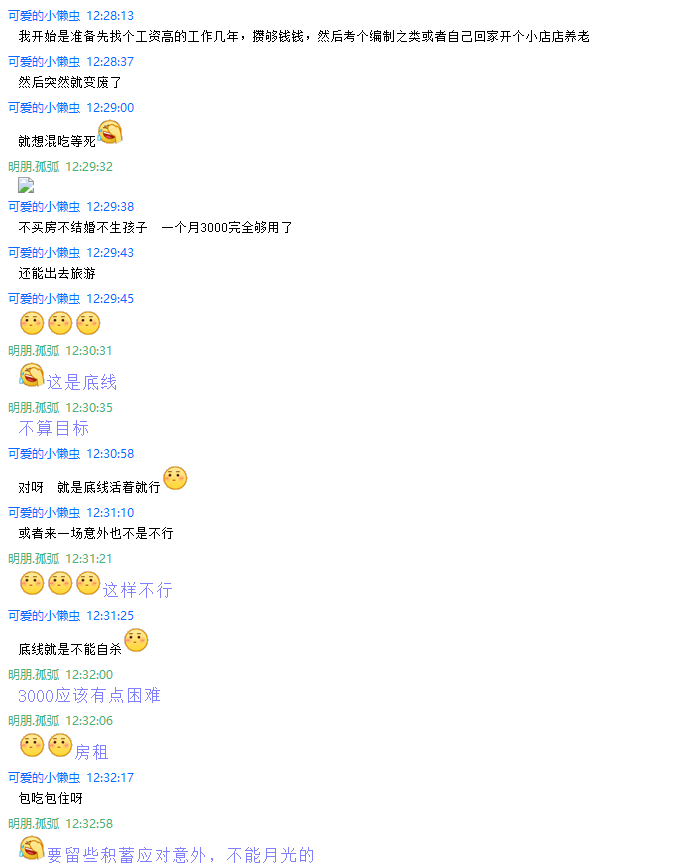 可爱的小懒虫 12:28:13
我开始是准备先找个工资高的工作几年，攒够钱钱，然后考个编制之类或者自己回家开个小店店养老
可爱的小懒虫 12:28:37
然后突然就变废了
可爱的小懒虫 12:29:00
就想混吃等死
明朋.孤弧 12:29:32
可爱的小懒虫 12:29:38
不买房不结婚不生孩子 一个月3000完全够用了
可爱的小懒虫 12:29:43
还能出去旅游
可爱的小懒虫 12:29:45
明朋.孤弧 12:30:31
这是底线
明朋.孤弧 12:30:35
不算目标
可爱的小懒虫 12:30:58
对呀 就是底线活着就行
可爱的小懒虫 12:31:10
或者来一场意外也不是不行
明朋.孤弧 12:31:21
这样不行
可爱的小懒虫 12:31:25
底线就是不能自杀
明朋.孤弧 12:32:00
3000应该有点困难
明朋.孤弧 12:32:06
房租
可爱的小懒虫 12:32:17
包吃包住呀
明朋.孤弧 12:32:58
要留些积蓄应对意外，不能月光的